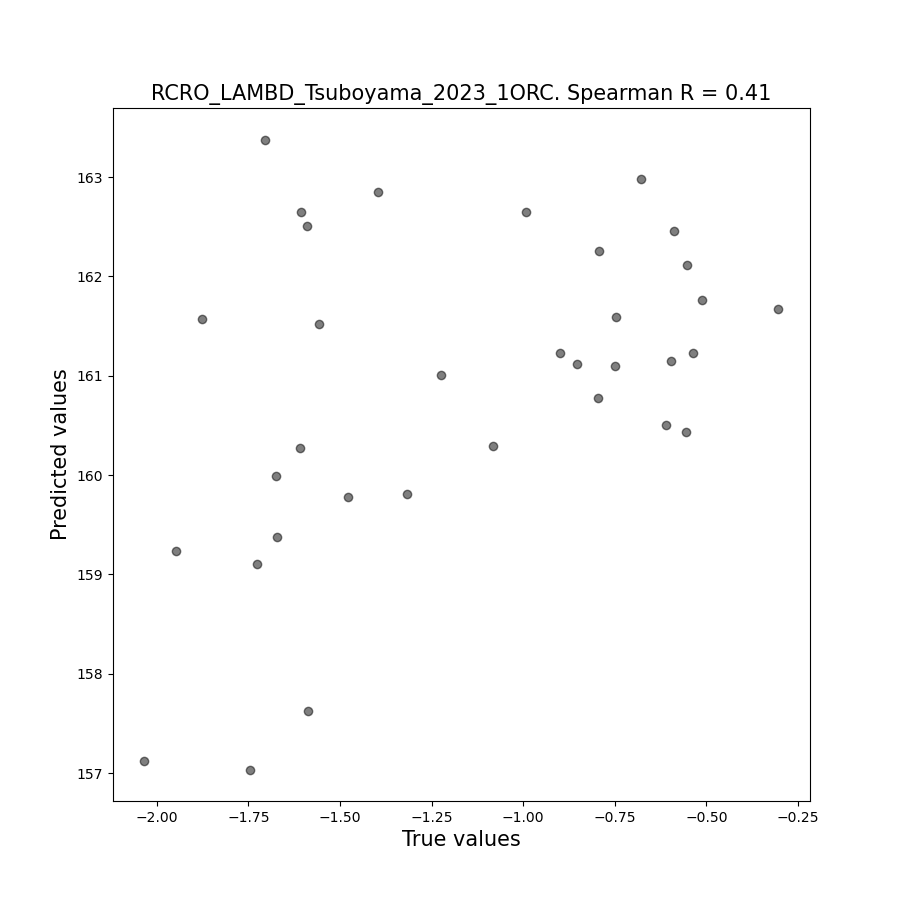 RCRO_LAMBD_Tsuboyama_2023_1ORC. Spearman R = 0.41
163
162
161
160
159
158
157
Predicted values
−2.00 −1.75 −1.50 −1.25 −1.00 −0.75 −0.50 −0.25
True values